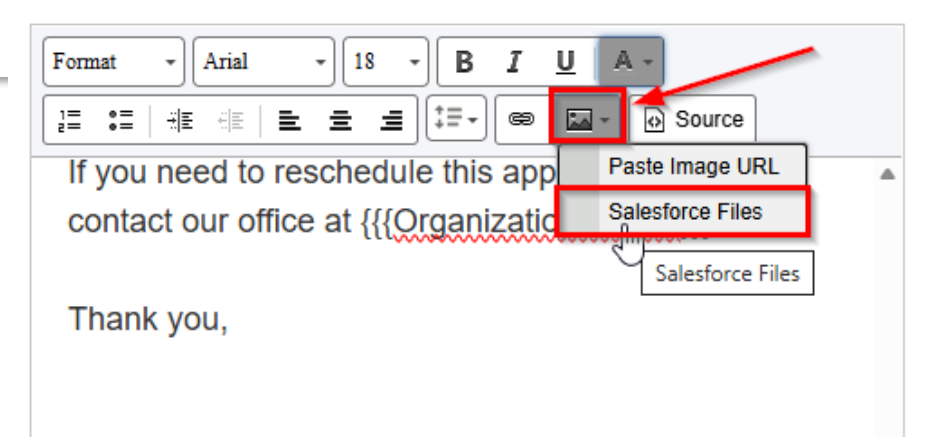 Format Arial 18 B I U A
Source
If you need to reschedule this app
Paste Image URL
contact our office at {{{Organizatio
Salesforce Files
Salesforce Files
Thank you,